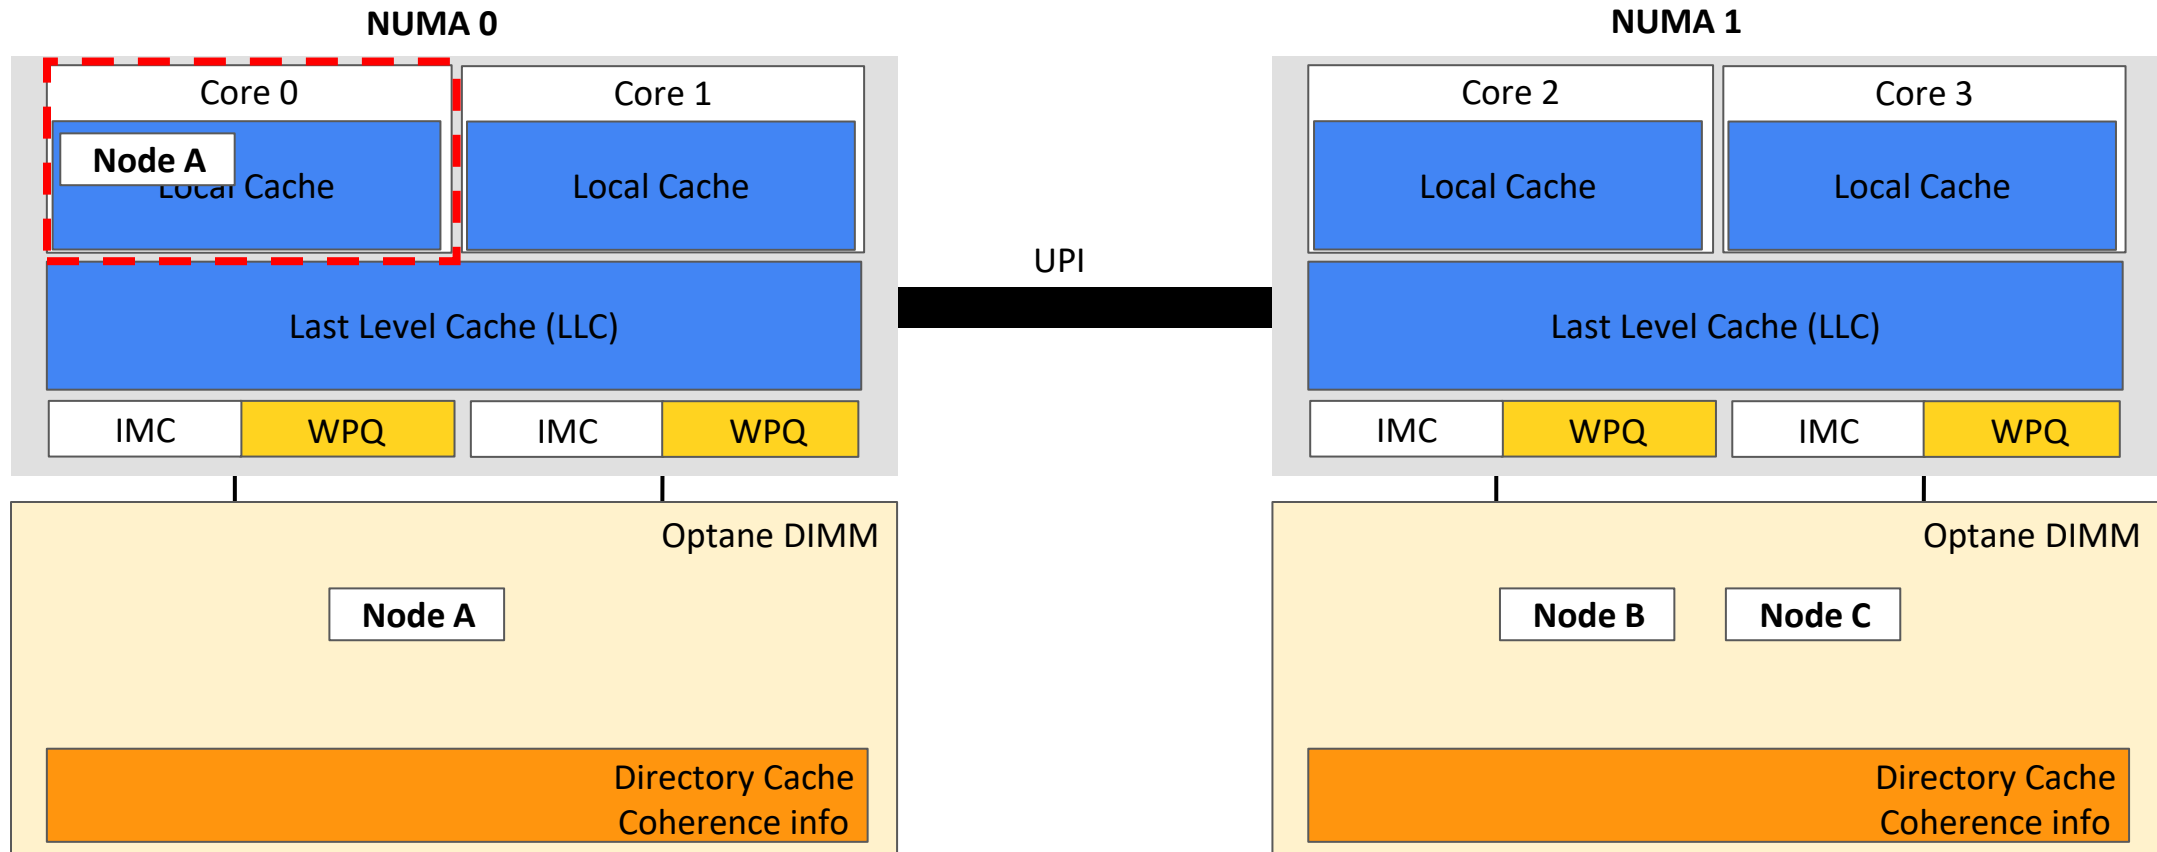 NUMA 0
NUMA 1
Core 0
Core 1
Core 2
Core 3
Node A
Local Cache
Local Cache
Local Cache
Local Cache
UPI
Last Level Cache (LLC)
Last Level Cache (LLC)
IMC
WPQ
IMC
WPQ
IMC
WPQ
IMC
WPQ
Optane DIMM
Optane DIMM
Node A
Node B
Node C
Directory Cache
Coherence info
Directory Cache
Coherence info